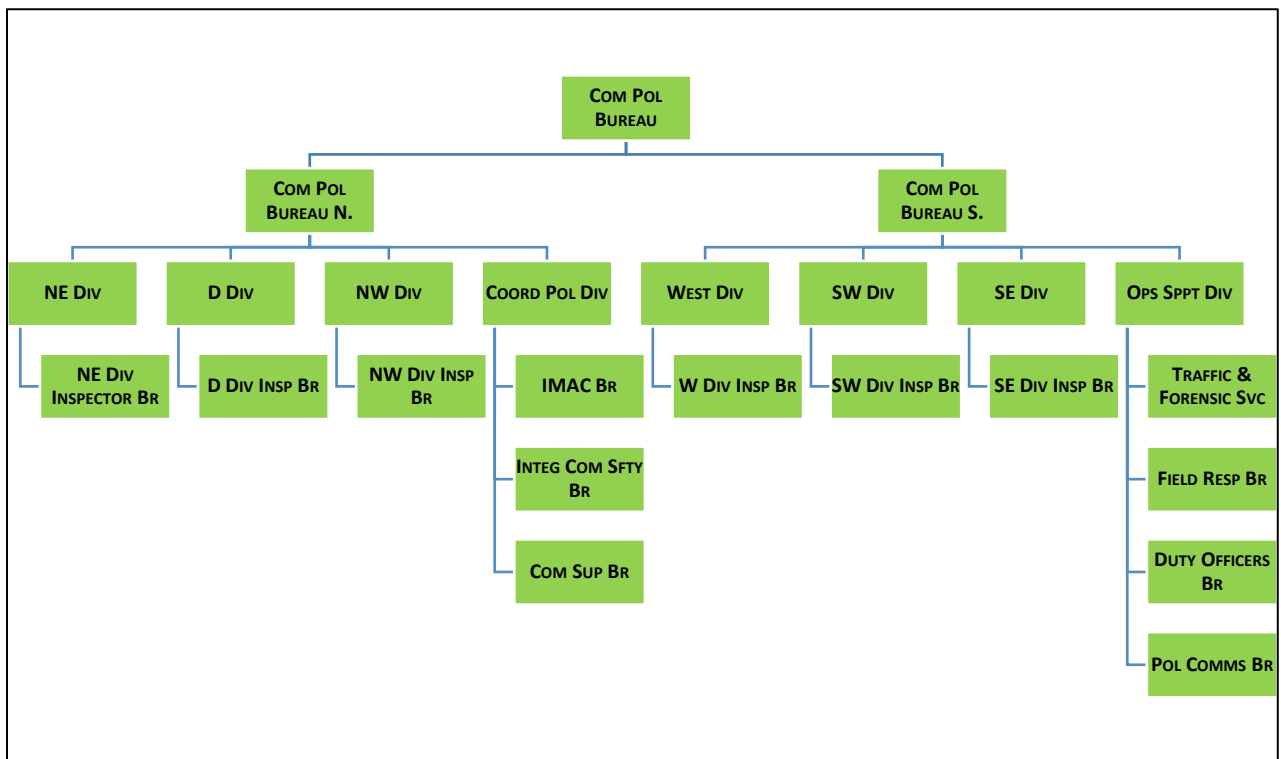 COM POL
BUREAU
COM POL
BUREAU N.
COM POL
BUREAU S.
NE DIV
D DIV
NW DIV
COORD POL DIV
WEST DIV
SW DIV
SE DIV
OPS SPPT DIV
NE DIV
INSPECTOR BR
D DIV INSP BR
NW DIV INSP
BR
IMAC BR
W DIV INSP BR
SW DIV INSP BR
SE DIV INSP BR
TRAFFIC &
FORENSIC SVC
INTEG COM SFTY
BR
FIELD RESP BR
COM SUP BR
DUTY OFFICERS
BR
POL COMMS BR